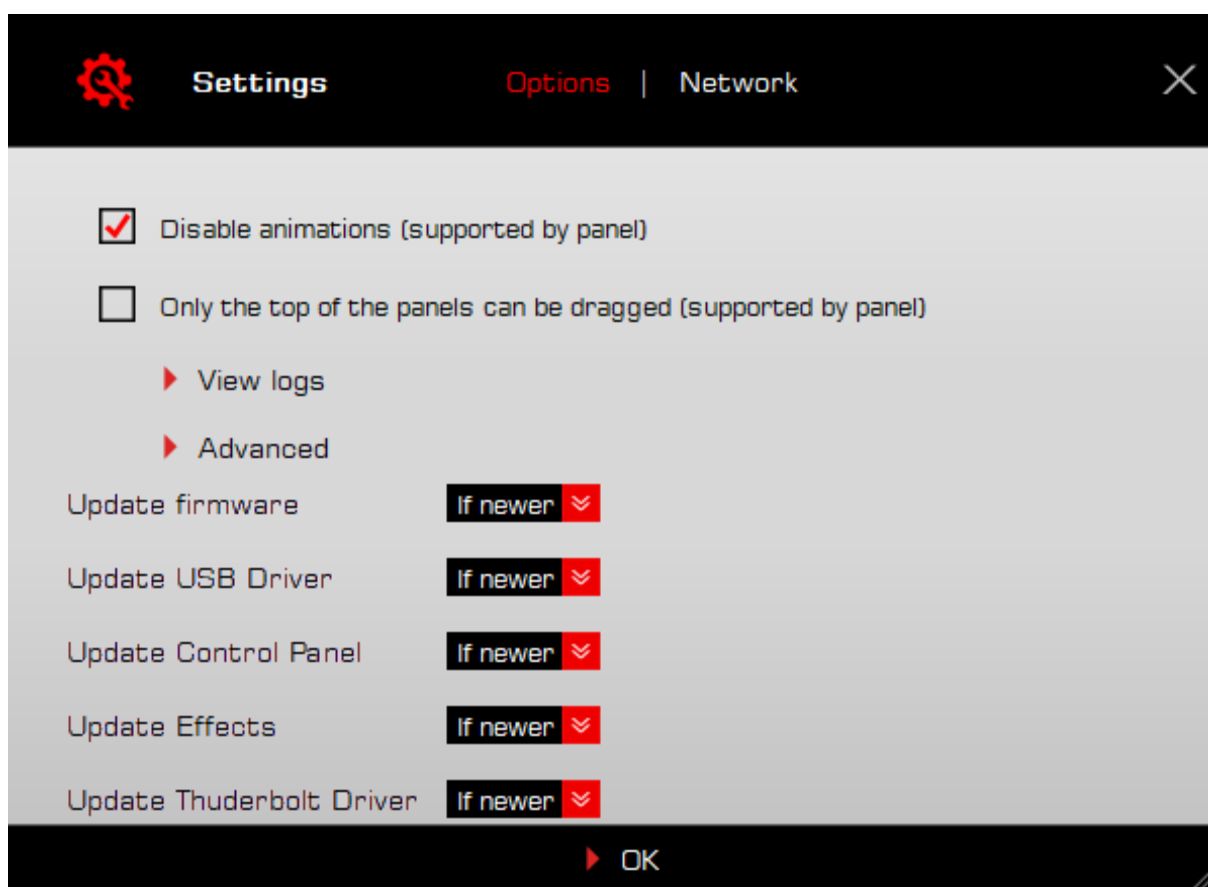 Settings Options | Network
Disable animations (supported by panel)
Only the top of the panels can be dragged (supported by panel)
View logs
Advanced
Update firmware If newer
Update USB Driver If newer
Update Control Panel If newer
Update Effects If newer
Update Thuderbolt Driver If newer
OK